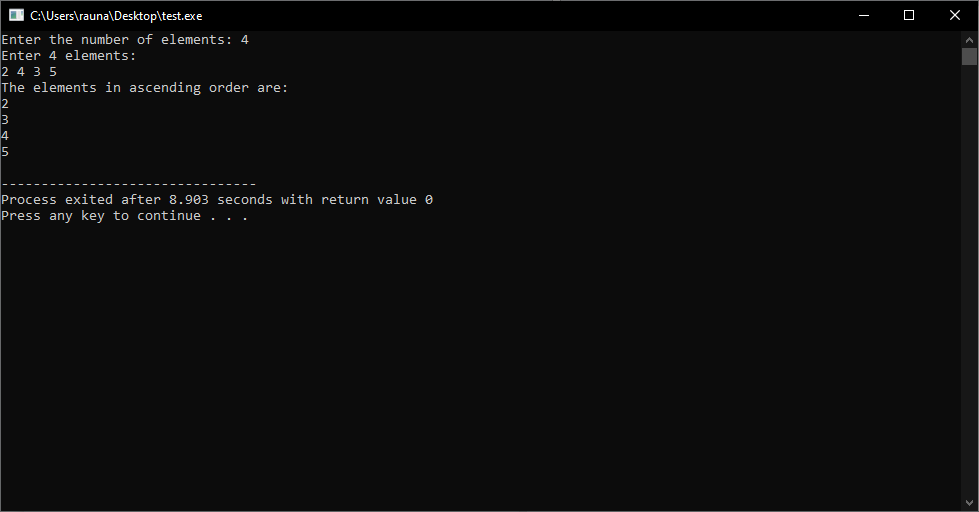 C:\Users\rauna\Desktop\test.exe
Enter the number of elements: 4
Enter 4 elements:
2 4 3 5
The elements in ascending order are:
2
3
4
5
--------------------------------
Process exited after 8.903 seconds with return value 0
Press any key to continue . . .